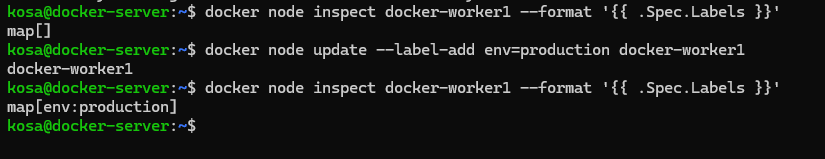 kosa@docker-server:~$ docker node inspect docker-worker1 --format '{{ .Spec.Labels }}'
map[]
kosa@docker-server:~$ docker node update --label-add env=production docker-worker1
docker-worker1
kosa@docker-server:~$ docker node inspect docker-worker1 --format '{{ .Spec.Labels }}'
map[env:production]
kosa@docker-server:~$